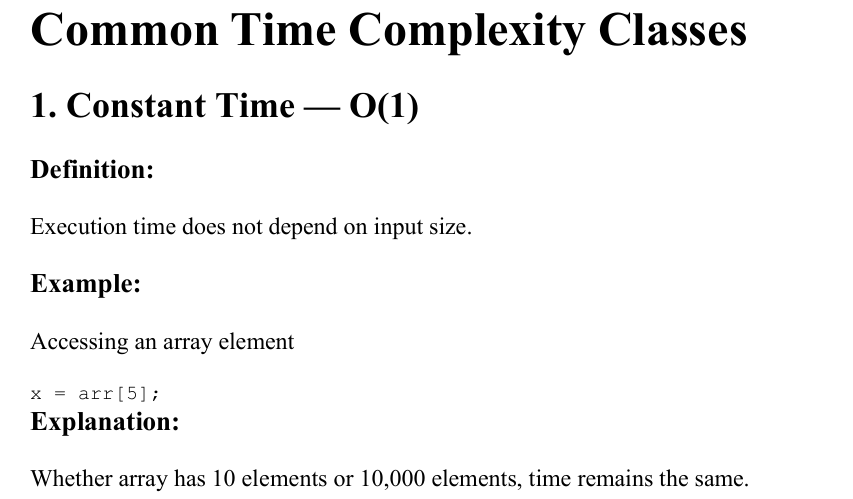 Common Time Complexity Classes
1. Constant Time — O(1)
Definition:
Execution time does not depend on input size.
Example:
Accessing an array element
x = arr[5];
Explanation:
Whether array has 10 elements or 10,000 elements, time remains the same.